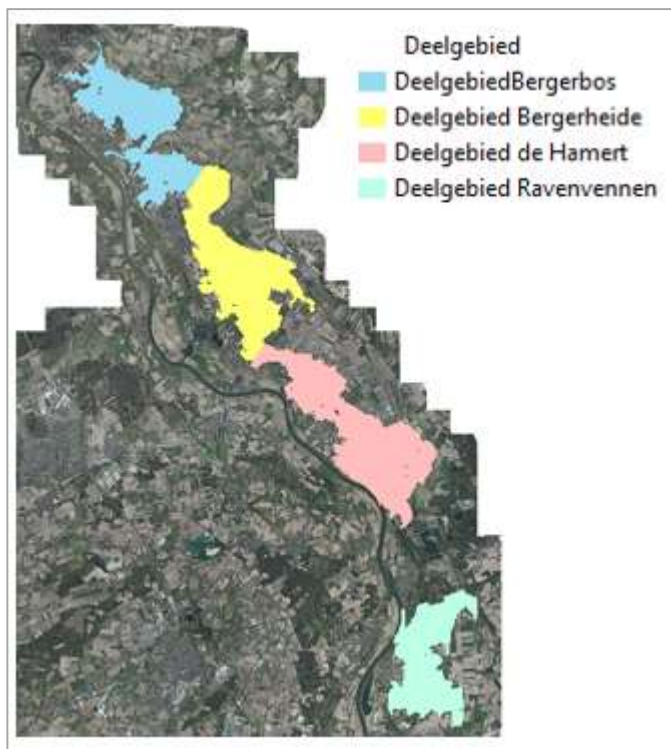 Deelgebied
DeelgebiedBergerbos
Deelgebied Bergerheide
Deelgebied de Hamert
Deelgebied Ravenvennen